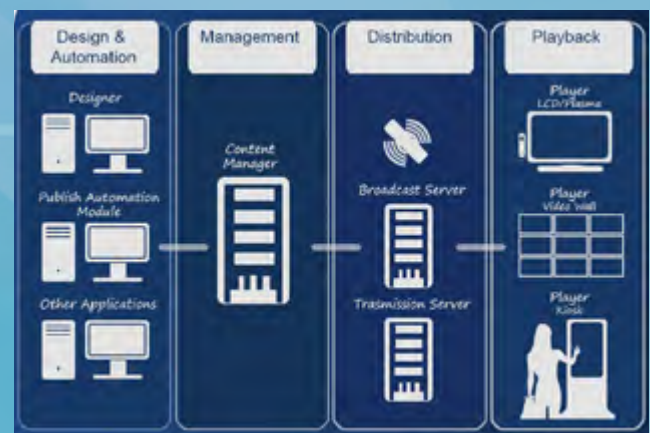 Design &
Automation
Management
Distribution
Playback
Designer
Publish Automation
Module
Other Applications
Content
Manager
Broadcast Server
Trasmission Server
Player
LCD/Plasma
Player
Video Wall
Player
Kiosk